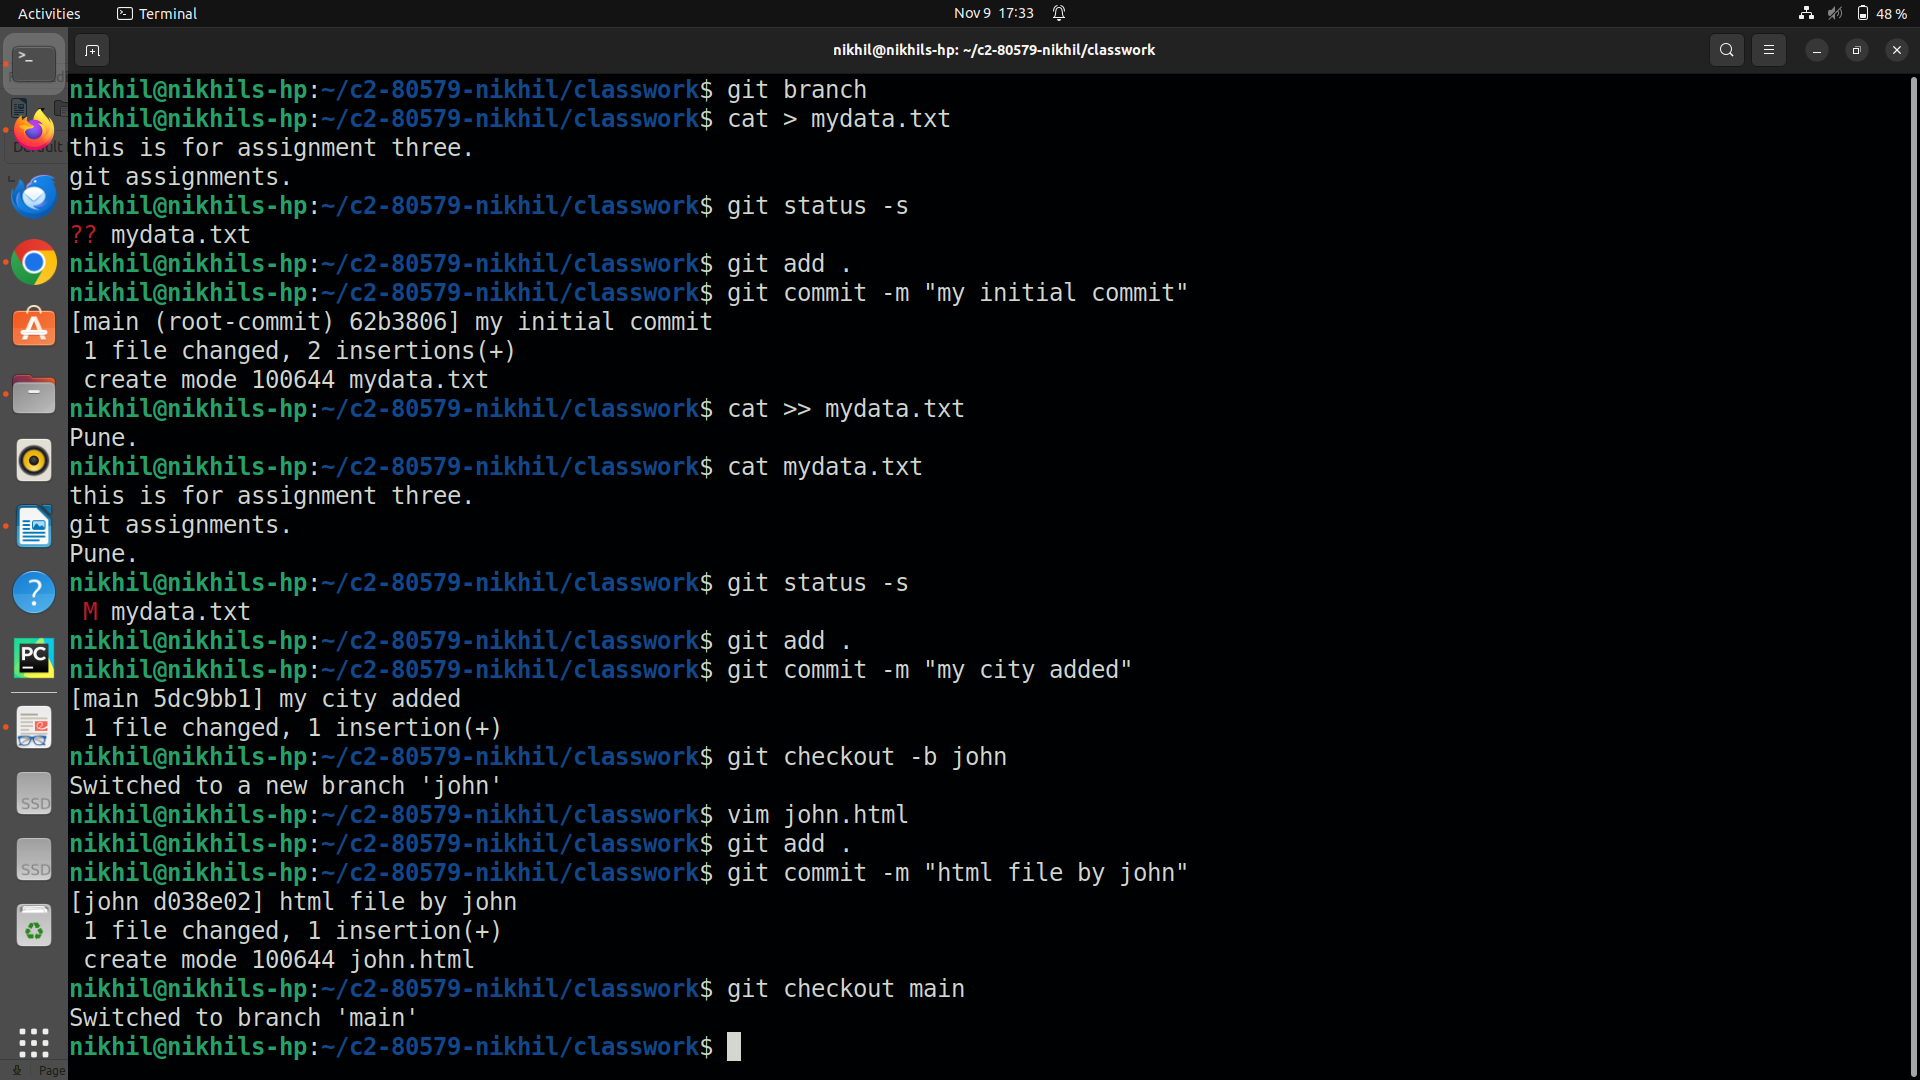 Activities
Terminal
Nov 9 17:33
48 %
nikhil@nikhils-hp: ~/c2-80579-nikhil/classwork
nikhil@nikhils-hp:~/c2-80579-nikhil/classwork$ git branch
nikhil@nikhils-hp:~/c2-80579-nikhil/classwork$ cat > mydata.txt
this is for assignment three.
git assignments.
nikhil@nikhils-hp:~/c2-80579-nikhil/classwork$ git status -s
?? mydata.txt
nikhil@nikhils-hp:~/c2-80579-nikhil/classwork$ git add .
nikhil@nikhils-hp:~/c2-80579-nikhil/classwork$ git commit -m "my initial commit"
[main (root-commit) 62b3806] my initial commit
 1 file changed, 2 insertions(+)
 create mode 100644 mydata.txt
nikhil@nikhils-hp:~/c2-80579-nikhil/classwork$ cat >> mydata.txt
Pune.
nikhil@nikhils-hp:~/c2-80579-nikhil/classwork$ cat mydata.txt
this is for assignment three.
git assignments.
Pune.
nikhil@nikhils-hp:~/c2-80579-nikhil/classwork$ git status -s
 M mydata.txt
nikhil@nikhils-hp:~/c2-80579-nikhil/classwork$ git add .
nikhil@nikhils-hp:~/c2-80579-nikhil/classwork$ git commit -m "my city added"
[main 5dc9bb1] my city added
 1 file changed, 1 insertion(+)
nikhil@nikhils-hp:~/c2-80579-nikhil/classwork$ git checkout -b john
Switched to a new branch 'john'
nikhil@nikhils-hp:~/c2-80579-nikhil/classwork$ vim john.html
nikhil@nikhils-hp:~/c2-80579-nikhil/classwork$ git add .
nikhil@nikhils-hp:~/c2-80579-nikhil/classwork$ git commit -m "html file by john"
[john d038e02] html file by john
 1 file changed, 1 insertion(+)
 create mode 100644 john.html
nikhil@nikhils-hp:~/c2-80579-nikhil/classwork$ git checkout main
Switched to branch 'main'
nikhil@nikhils-hp:~/c2-80579-nikhil/classwork$
PC
SSD
SSD
Page